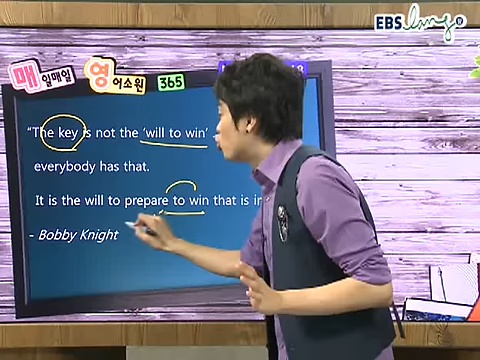 EBS lang
매일매일 영어소원 365
"The key is not the 'will to win' -
everybody has that.
It is the will to prepare to win that is
- Bobby Knight